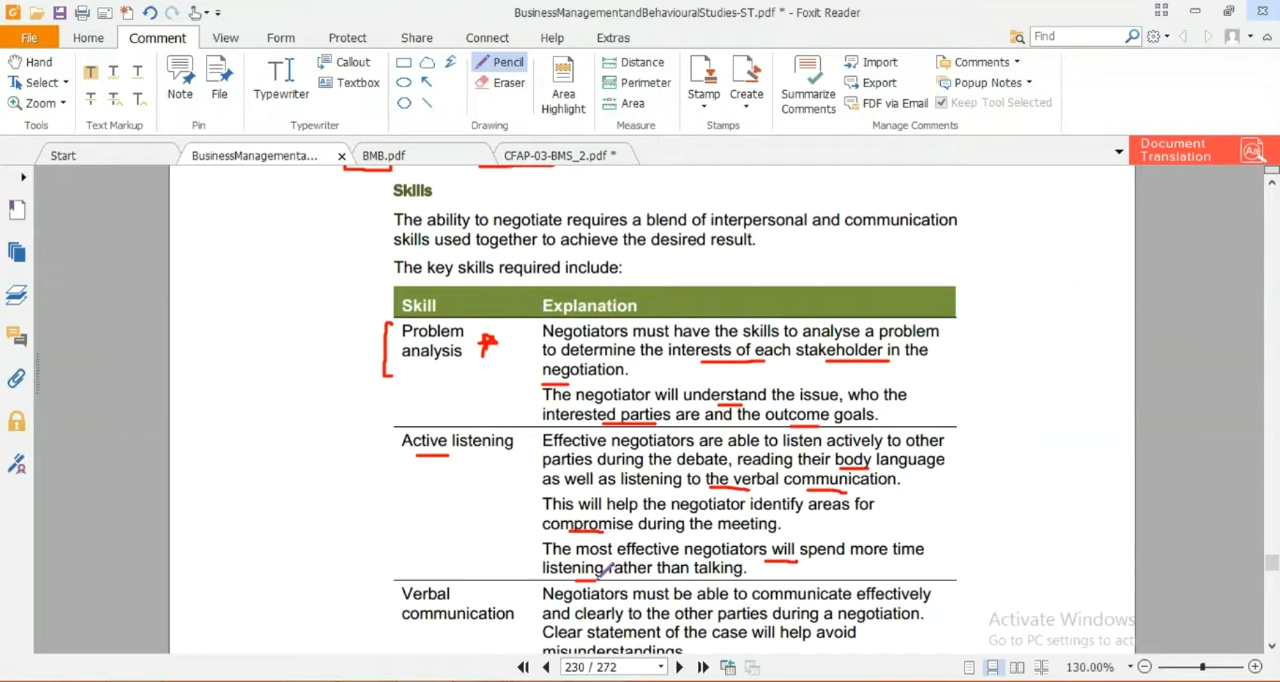 BusinessManagementandBehaviouralStudies-ST.pdf * - Foxit Reader
File Home Comment View Form Protect Share Connect Help Extras Find
Hand Select Zoom Tools
T T T T T T Text Markup
Note File Pin
Typewriter Callout Textbox Typewriter
Pencil Eraser Area Highlight Drawing
Distance Perimeter Area Measure
Stamp Create Stamps
Summarize Comments Import Export FDF via Email Comments Popup Notes Keep Tool Selected Manage Comments
Start BusinessManagementa... BMB.pdf CFAP-03-BMS_2.pdf * Document Translation
Skills
The ability to negotiate requires a blend of interpersonal and communication
skills used together to achieve the desired result.
The key skills required include:
Skill Explanation
Problem analysis
Negotiators must have the skills to analyse a problem
to determine the interests of each stakeholder in the
negotiation.
The negotiator will understand the issue, who the
interested parties are and the outcome goals.
Active listening
Effective negotiators are able to listen actively to other
parties during the debate, reading their body language
as well as listening to the verbal communication.
This will help the negotiator identify areas for
compromise during the meeting.
The most effective negotiators will spend more time
listening rather than talking.
Verbal communication
Negotiators must be able to communicate effectively
and clearly to the other parties during a negotiation.
Clear statement of the case will help avoid
misunderstandings
Activate Windows
Go to PC settings to act
230 / 272 130.00%